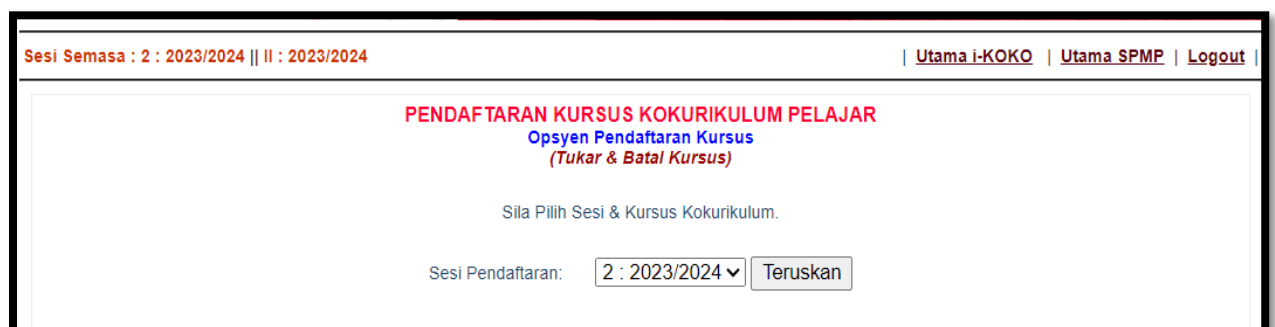 Sesi Semasa : 2 : 2023/2024 || II : 2023/2024 | Utama i-KOKO | Utama SPMP | Logout |
PENDAFTARAN KURSUS KOKURIKULUM PELAJAR
Opsyen Pendaftaran Kursus
(Tukar & Batal Kursus)
Sila Pilih Sesi & Kursus Kokurikulum.
Sesi Pendaftaran: 2 : 2023/2024 Teruskan